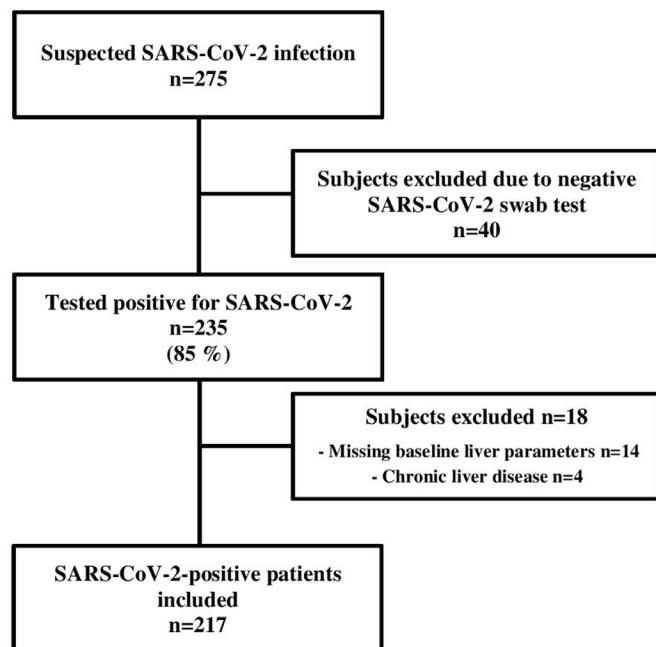 Suspected SARS-CoV-2 infection
n=275
Subjects excluded due to negative
SARS-CoV-2 swab test
n=40
Tested positive for SARS-CoV-2
n=235
(85 %)
Subjects excluded n=18
- Missing baseline liver parameters n=14
- Chronic liver disease n=4
SARS-CoV-2-positive patients
included
n=217